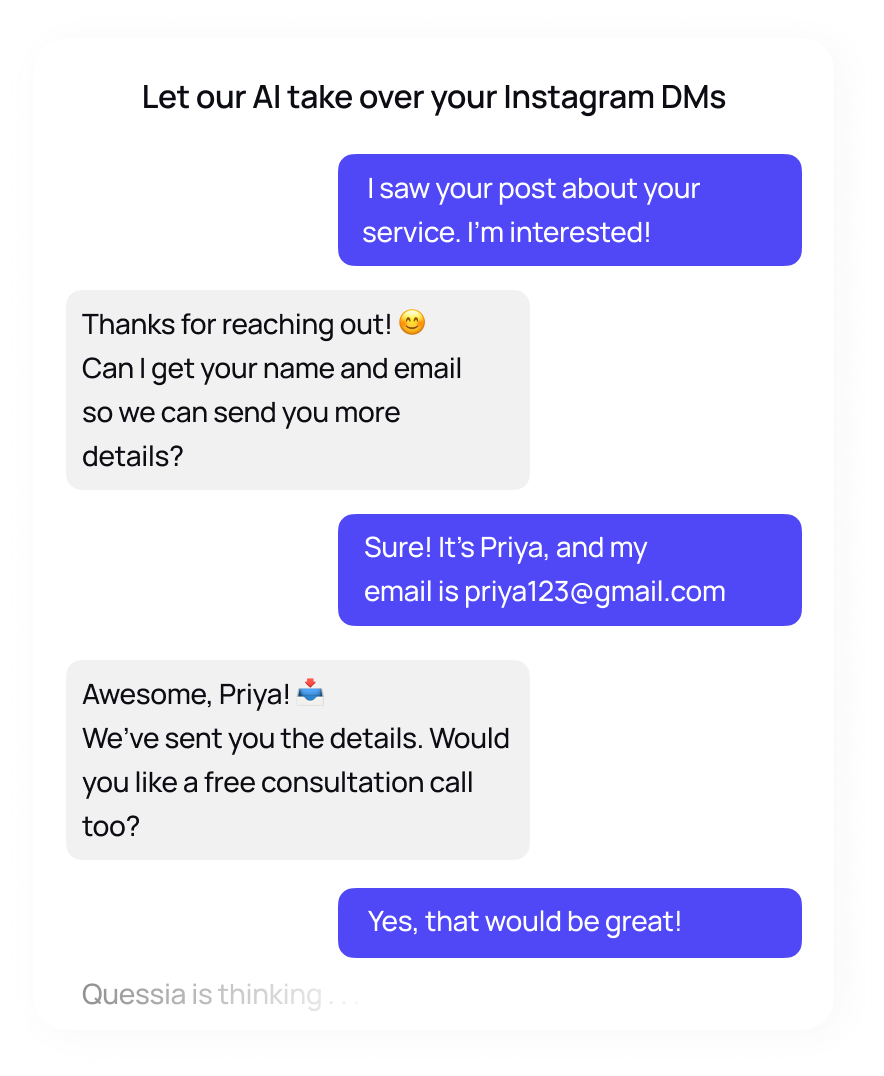 Let our AI take over your Instagram DMs
I saw your post about your
service. I'm interested!
Thanks for reaching out! 😊
Can I get your name and email
so we can send you more
details?
Sure! It's Priya, and my
email is priya123@gmail.com
Awesome, Priya! 📥
We've sent you the details. Would
you like a free consultation call
too?
Yes, that would be great!
Quessia is thinking . . .